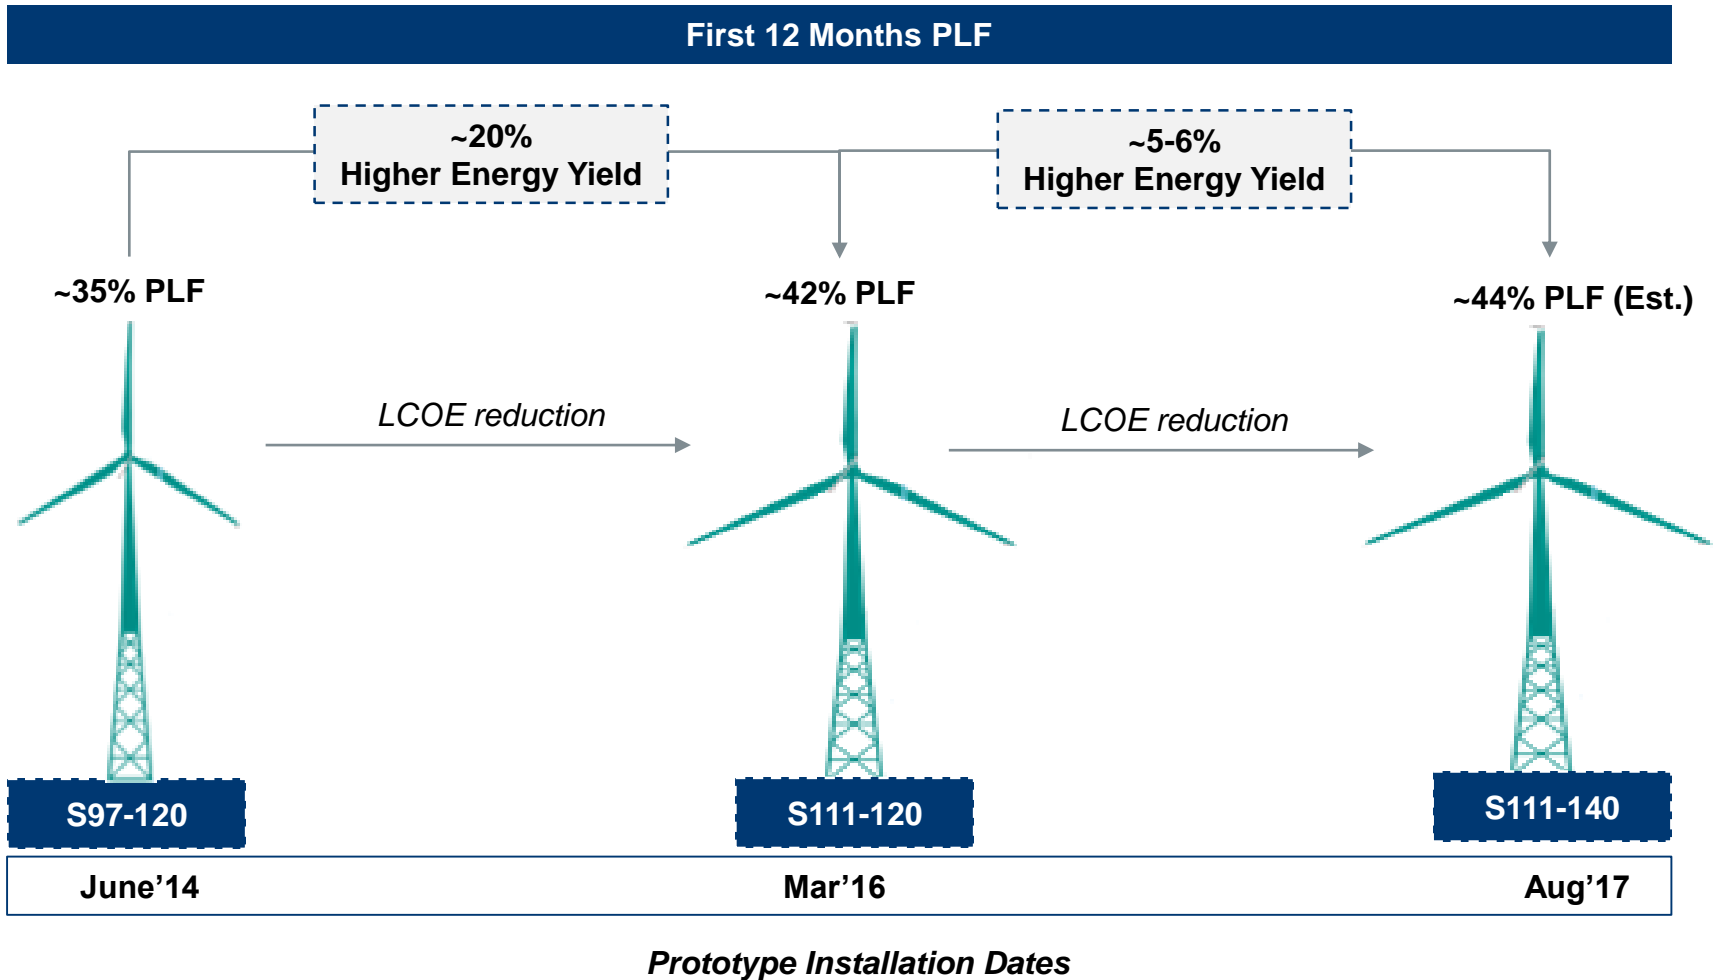 First 12 Months PLF
~20%
Higher Energy Yield
~5-6%
Higher Energy Yield
~35% PLF
~42% PLF
~44% PLF (Est.)
LCOE reduction
LCOE reduction
S97-120
S111-120
S111-140
June’14
Mar’16
Aug’17
Prototype Installation Dates